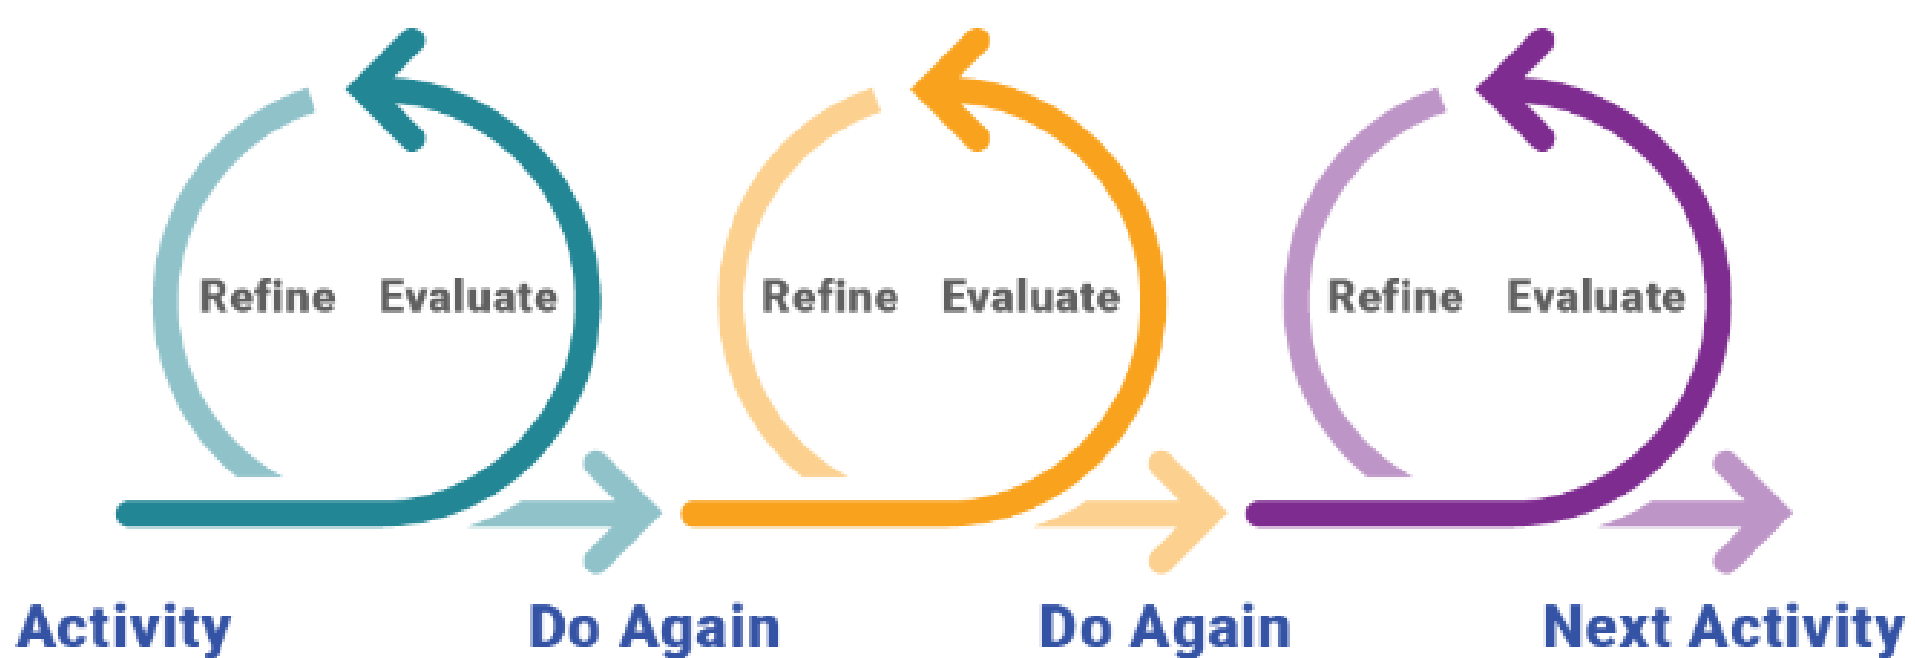 Refine Evaluate Refine Evaluate Refine Evaluate
Activity Do Again Do Again Next Activity